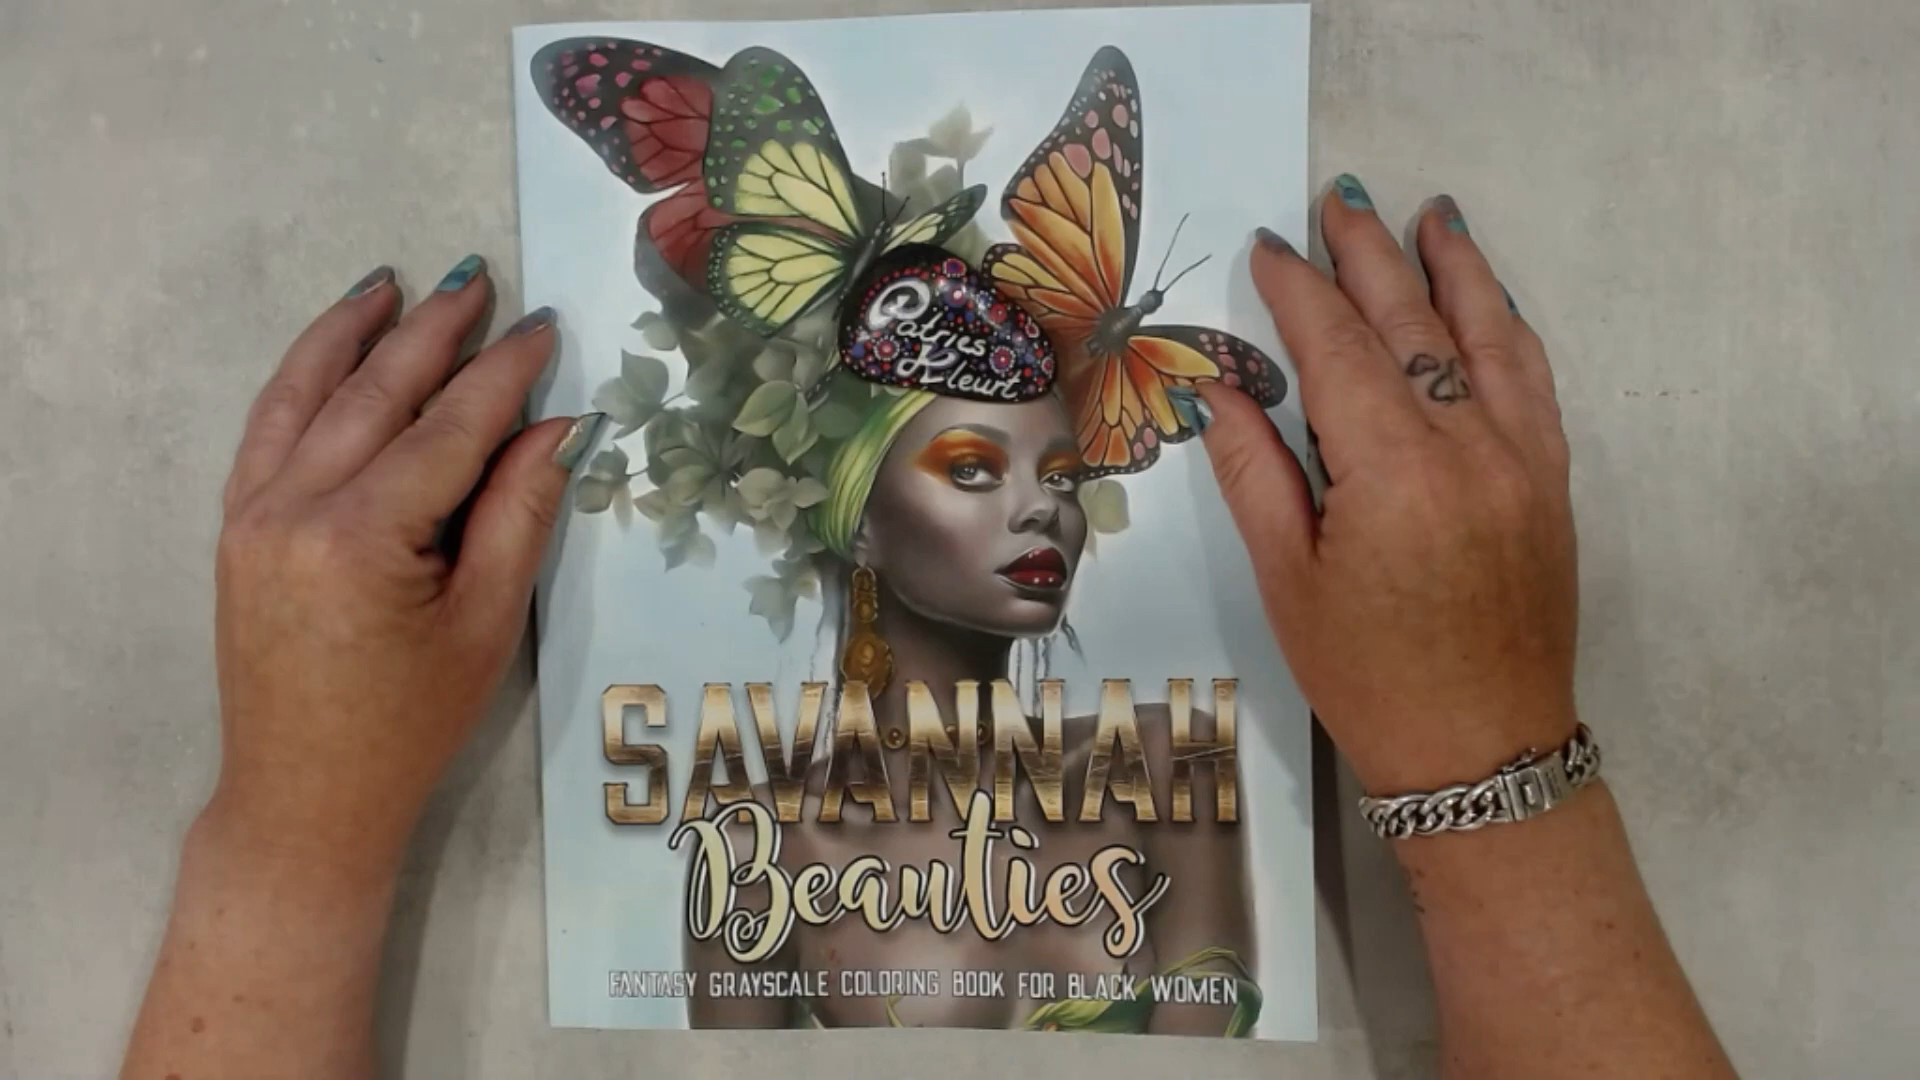 Patries
Kleurt
SAVANNAH
Beauties
FANTASY GRAYSCALE COLORING BOOK FOR BLACK WOMEN